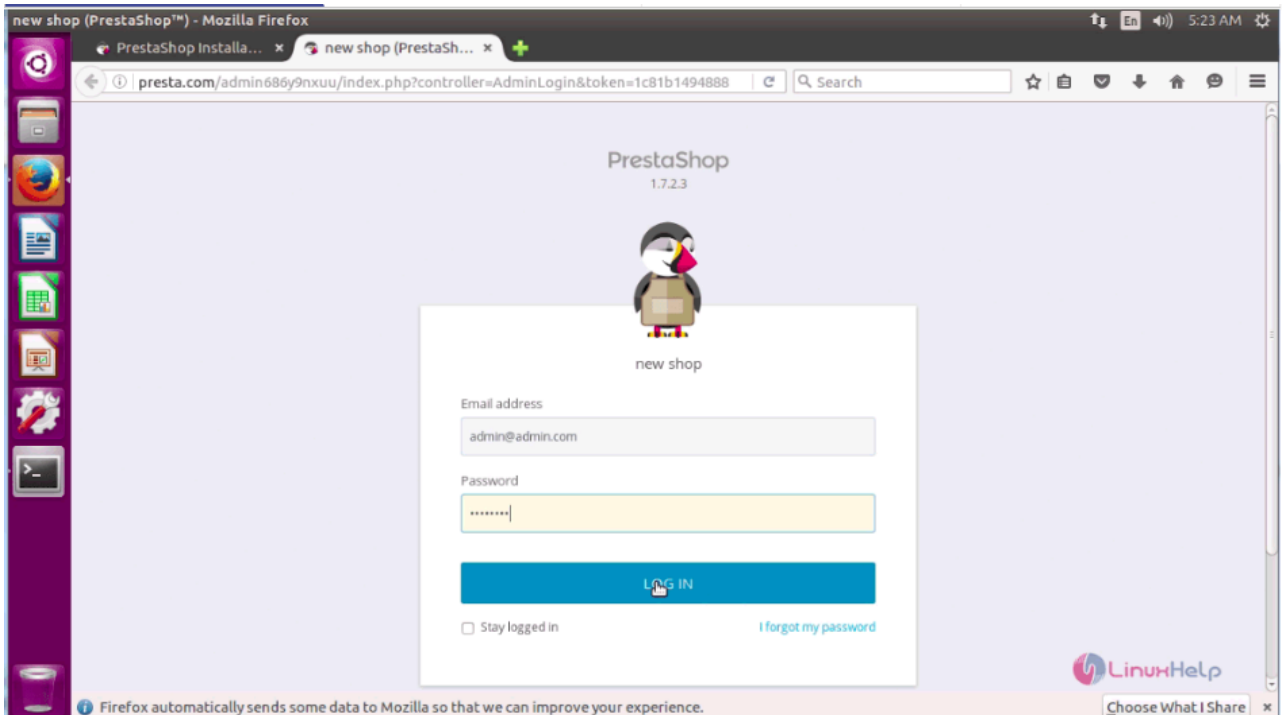 new shop (PrestaShop™) - Mozilla Firefox
En
5:23 AM
PrestaShop Installa... ×
new shop (PrestaSh... ×
presta.com/admin686y9nxuu/index.php?controller=AdminLogin&token=1c81b1494888
Search
PrestaShop
1.7.2.3
new shop
Email address
admin@admin.com
Password
••••••••
LOG IN
Stay logged in
I forgot my password
LinuxHelp
Firefox automatically sends some data to Mozilla so that we can improve your experience.
Choose What I Share ×